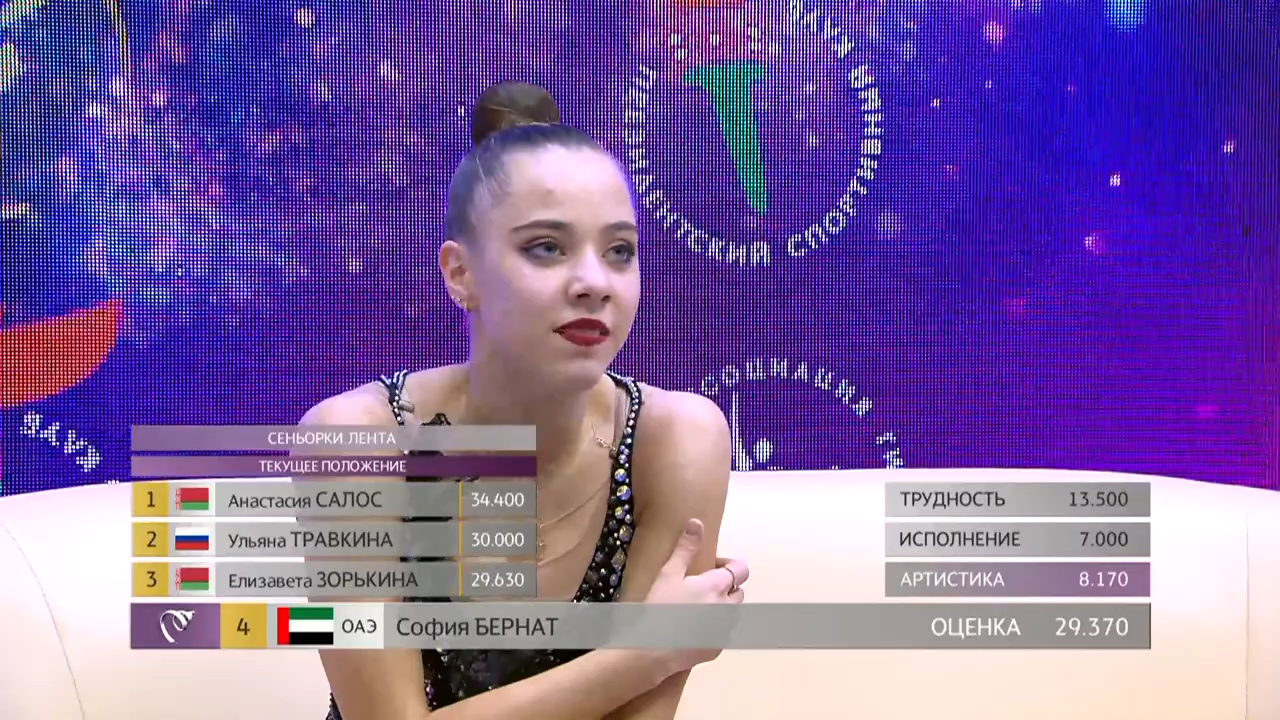 СОЦИАЦИЯ
СЕНЬОРКИ ЛЕНТА
ТЕКУЩЕЕ ПОЛОЖЕНИЕ
1 Анастасия САЛОС 34.400
2 Ульяна ТРАВКИНА 30.000
3 Елизавета ЗОРЬКИНА 29.630
ТРУДНОСТЬ 13.500
ИСПОЛНЕНИЕ 7.000
АРТИСТИКА 8.170
4 ОАЭ София БЕРНАТ ОЦЕНКА 29.370